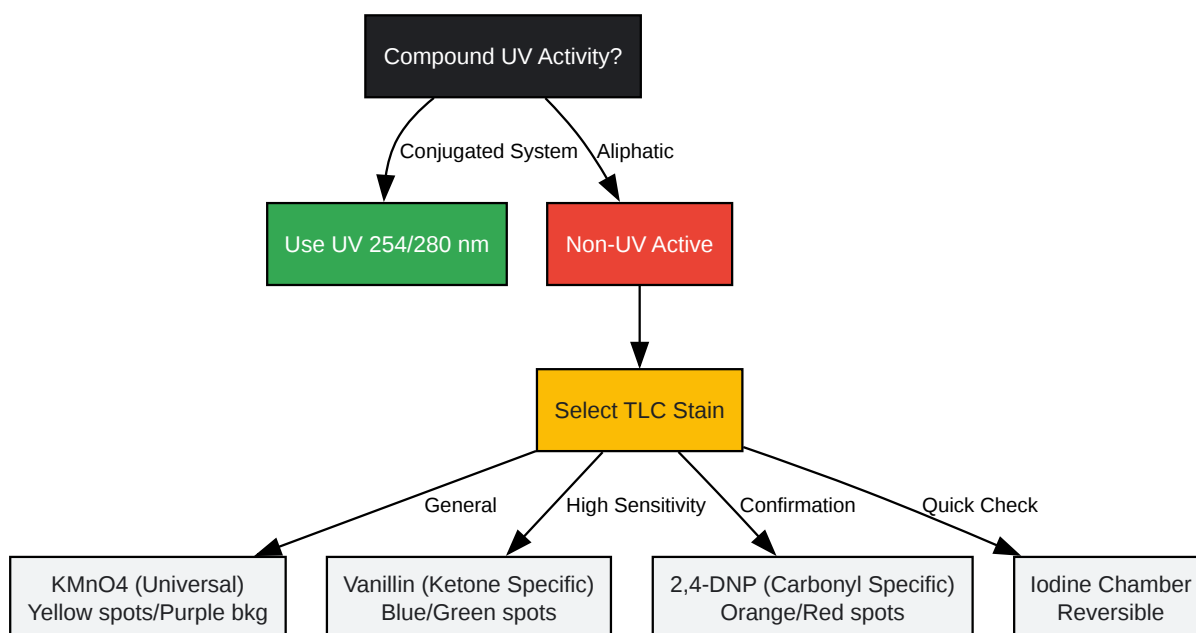 Compound UV Activity?
Conjugated System
Aliphatic
Use UV 254/280 nm
Non-UV Active
Select TLC Stain
General
High Sensitivity
Confirmation
Quick Check
KMnO4 (Universal)
Yellow spots/Purple bkg
Vanillin (Ketone Specific)
Blue/Green spots
2,4-DNP (Carbonyl Specific)
Orange/Red spots
Iodine Chamber
Reversible